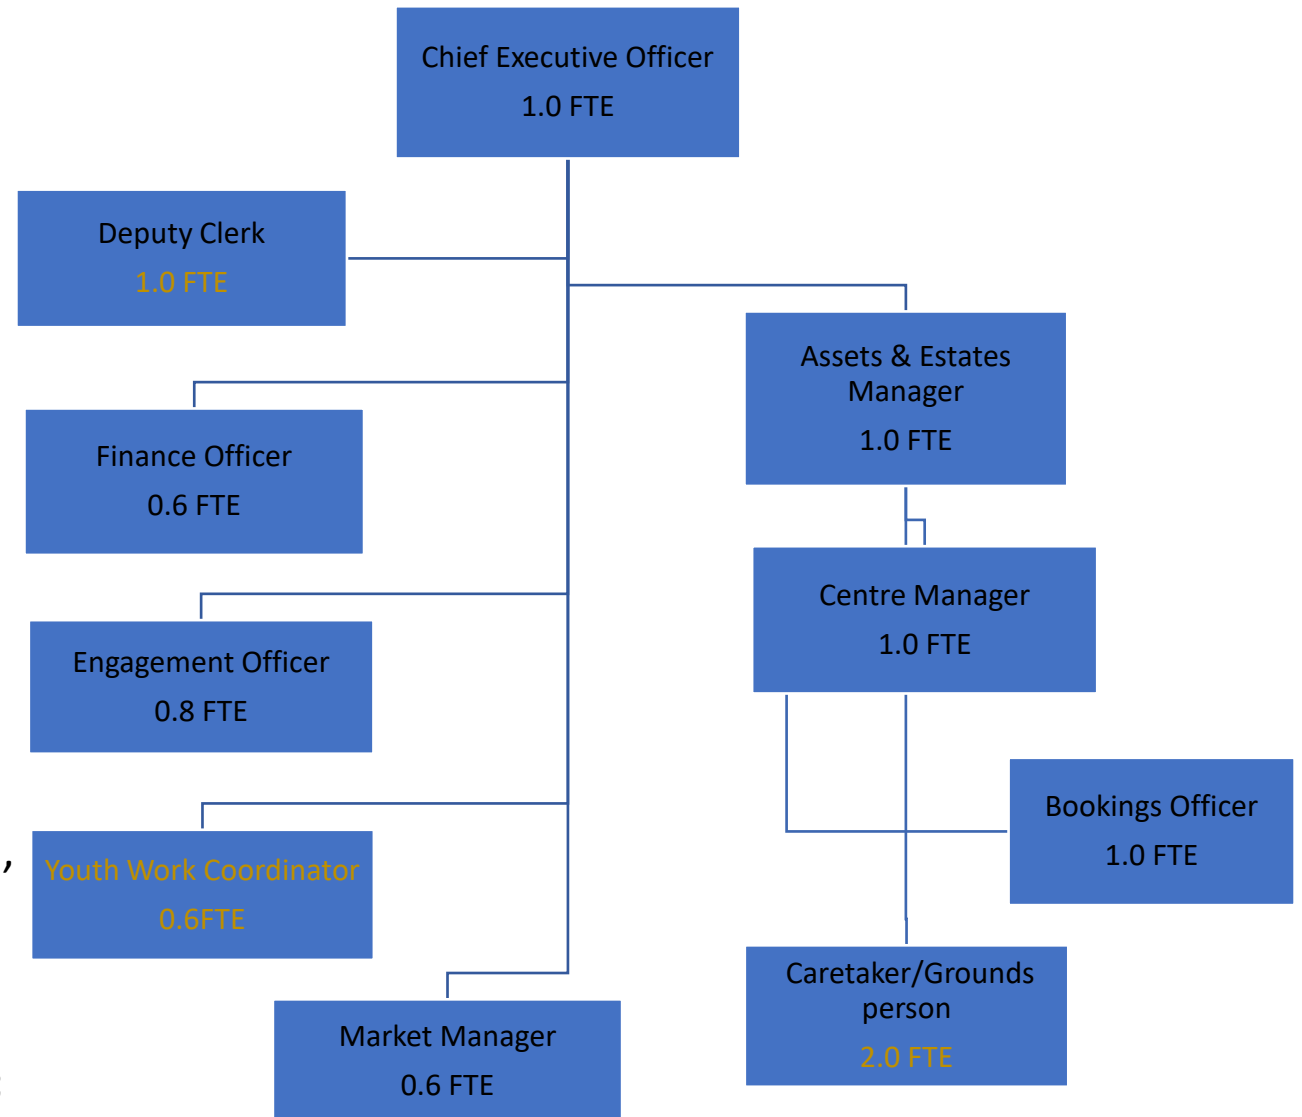 Chief Executive Officer
1.0 FTE
Deputy Clerk
1.0 FTE
Assets & Estates
Manager
1.0 FTE
Finance Officer
0.6 FTE
Centre Manager
1.0 FTE
Engagement Officer
0.8 FTE
Bookings Officer
1.0 FTE
,
Youth Work Coordinator
0.6FTE
Caretaker/Grounds
person
2.0 FTE
Market Manager
0.6 FTE